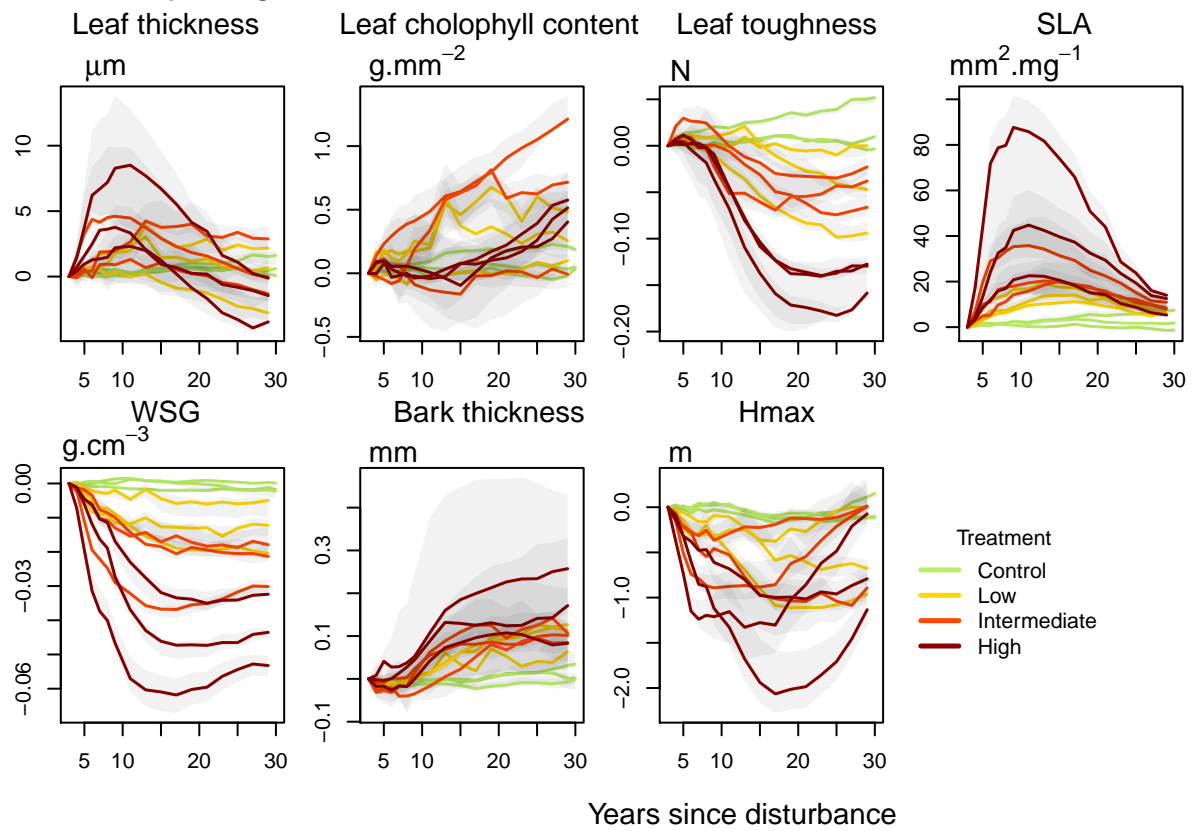 Leaf thickness
μm
10
5
0
5 10 20 30
Leaf cholophyll content
g.mm−2
1.0
0.5
0.0
−0.5
5 10 20 30
Leaf toughness
N
0.00
−0.10
−0.20
5 10 20 30
SLA
mm2.mg−1
80
60
40
20
0
5 10 20 30
WSG
g.cm−3
0.00
−0.03
−0.06
5 10 20 30
Bark thickness
mm
0.3
0.1
−0.1
5 10 20 30
Hmax
m
0.0
−1.0
−2.0
5 10 20 30
Treatment
Control
Low
Intermediate
High
Years since disturbance